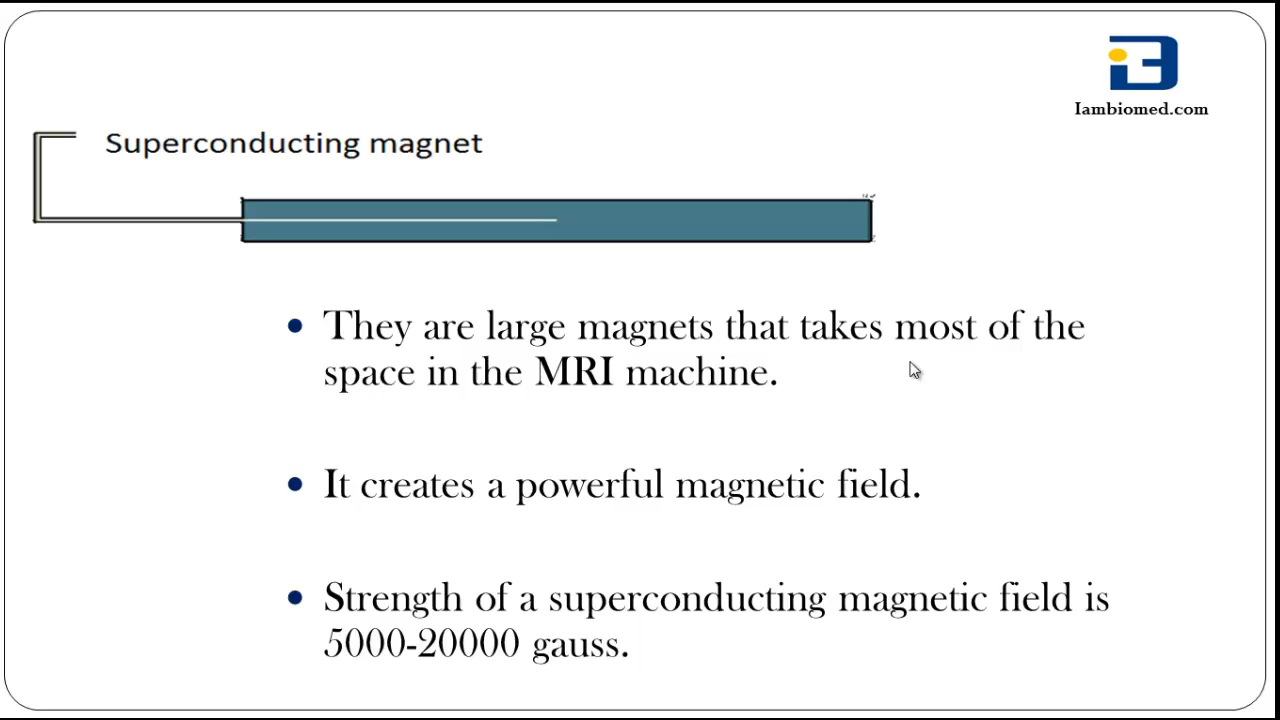 Iambiomed.com
Superconducting magnet
• They are large magnets that takes most of the
space in the MRI machine.
• It creates a powerful magnetic field.
• Strength of a superconducting magnetic field is
5000-20000 gauss.